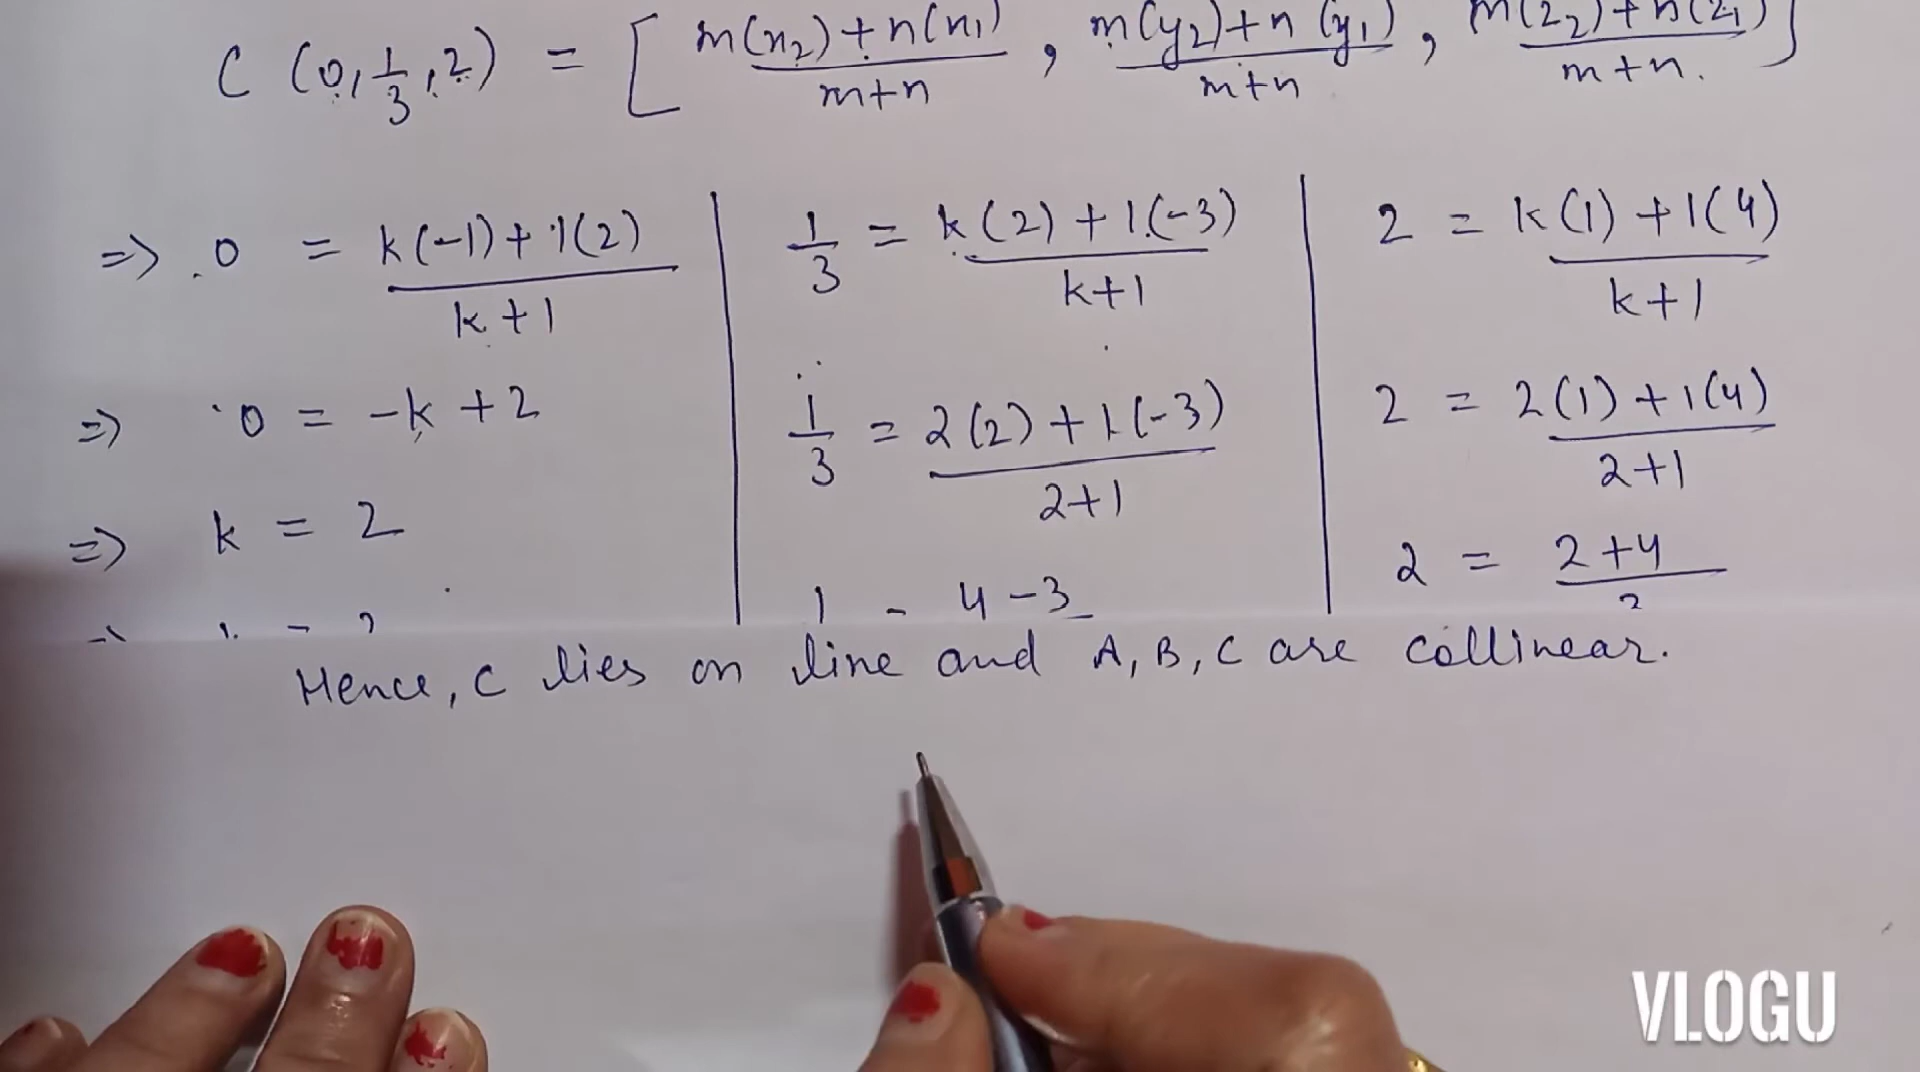 C (0, 1/3, 2) = [ m(x₂)+n(x₁) / m+n , m(y₂)+n(y₁) / m+n , m(z₂)+n(z₁) / m+n. ]
=> 0 = k(-1)+1(2) / k+1
=> 0 = -k+2
=> k = 2
1/3 = k(2)+1(-3) / k+1
1/3 = 2(2)+1(-3) / 2+1
4-3
2 = k(1)+1(4) / k+1
2 = 2(1)+1(4) / 2+1
2 = 2+4
Hence, C lies on line and A, B, C are collinear.
VLOGU